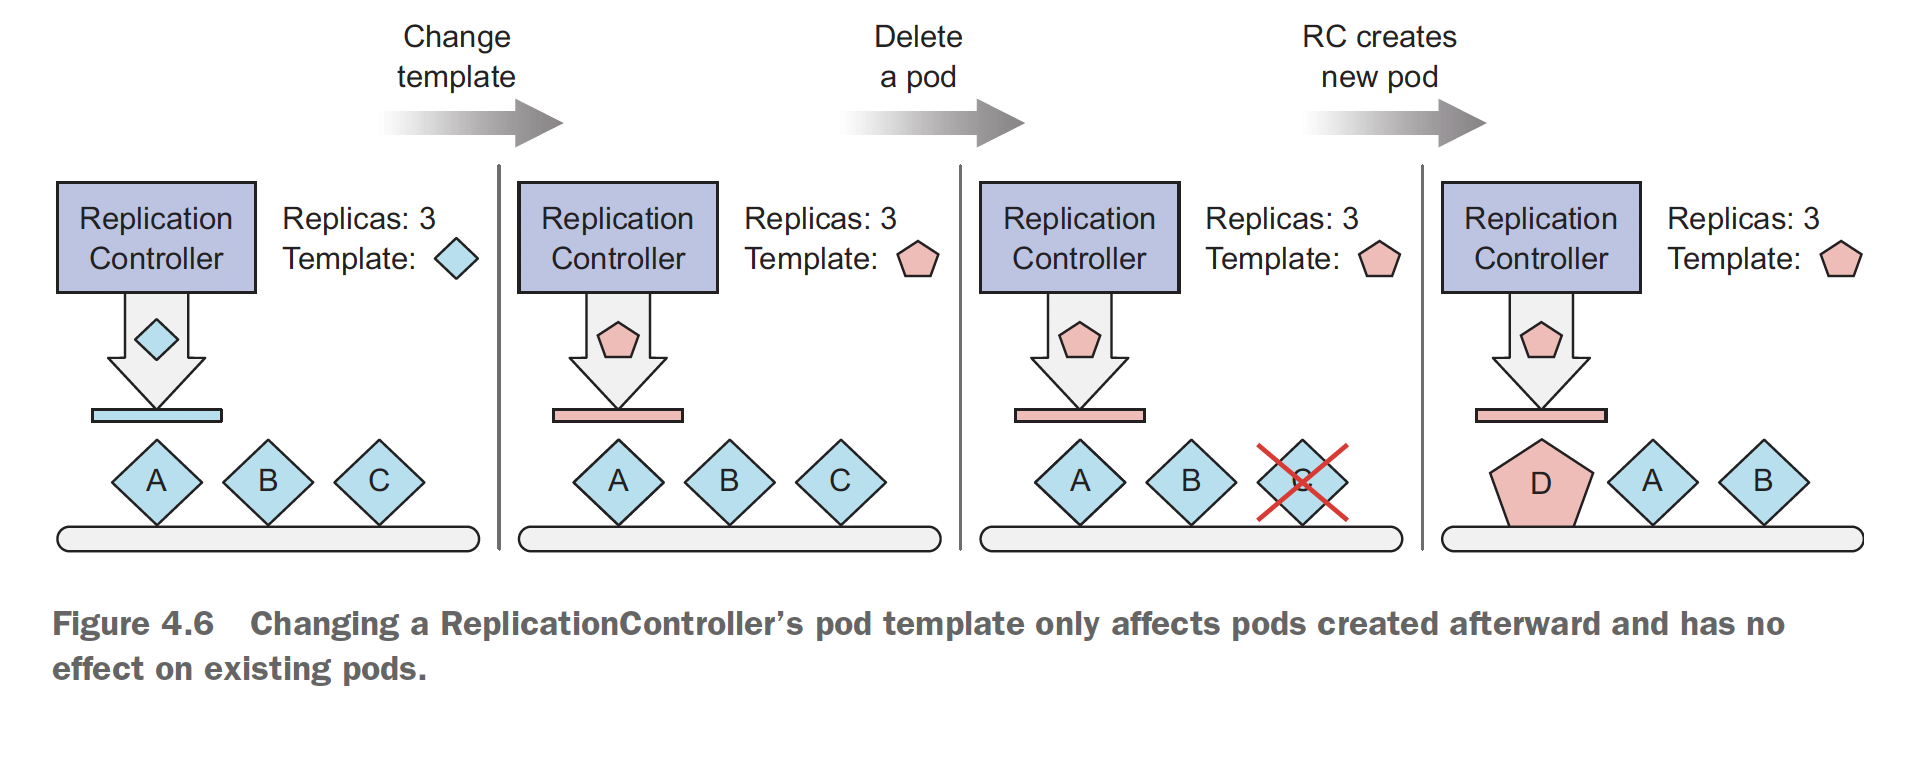 Change
template
Delete
a pod
RC creates
new pod
Replication
Controller
Replicas: 3
Template:
A
B
C
Replication
Controller
Replicas: 3
Template:
A
B
C
Replication
Controller
Replicas: 3
Template:
A
B
C
Replication
Controller
Replicas: 3
Template:
D
A
B
Figure 4.6 Changing a ReplicationController’s pod template only affects pods created afterward and has no
effect on existing pods.